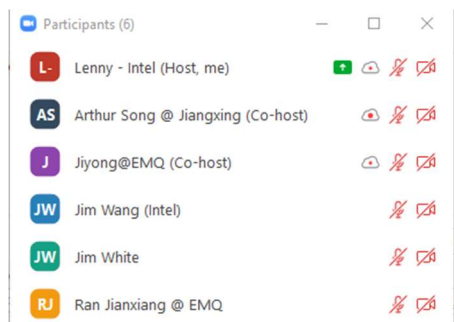 Participants (6)
L- Lenny - Intel (Host, me)
AS Arthur Song @ Jiangxing (Co-host)
J Jiyong@EMQ (Co-host)
JW Jim Wang (Intel)
JW Jim White
RJ Ran Jianxiang @ EMQ